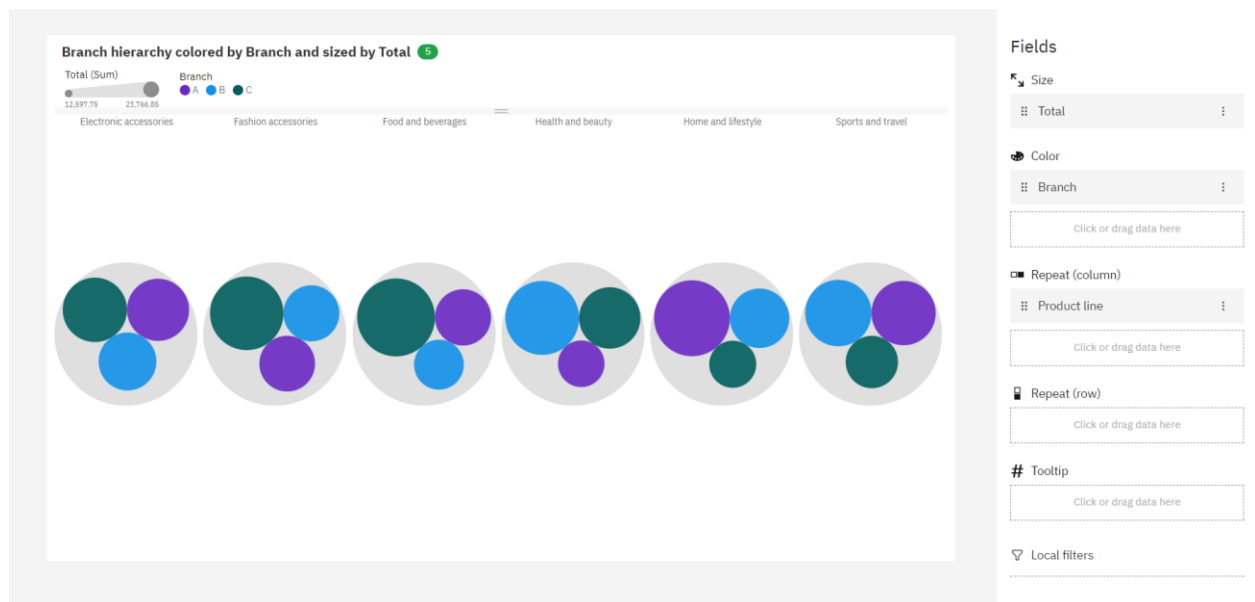 Branch hierarchy colored by Branch and sized by Total 5
Total (Sum)
12,597.75 23,766.85
Branch
A B C
Electronic accessories Fashion accessories Food and beverages Health and beauty Home and lifestyle Sports and travel
Fields
Size
Total
Color
Branch
Click or drag data here
Repeat (column)
Product line
Click or drag data here
Repeat (row)
Click or drag data here
# Tooltip
Click or drag data here
Local filters